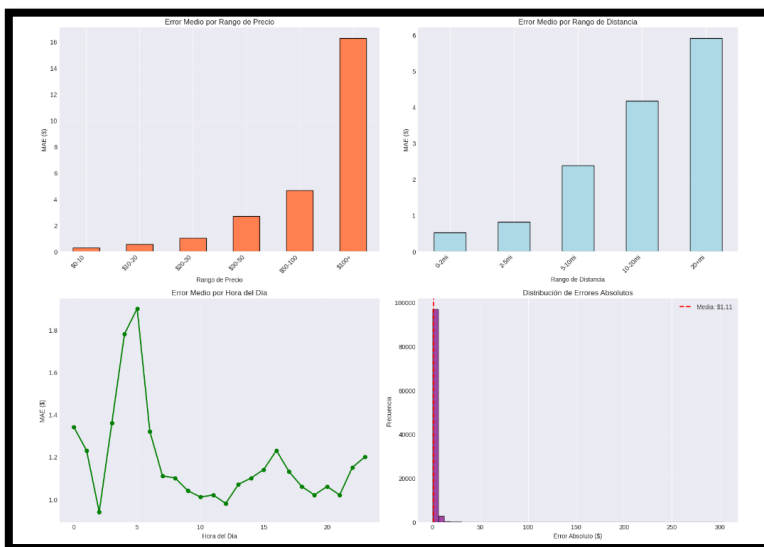 Error Medio por Rango de Precio
MAE ($)
16
14
12
10
8
6
4
2
0
$0-10
$10-20
$20-30
$30-50
$50-100
$100+
Rango de Precio
Error Medio por Rango de Distancia
MAE ($)
6
5
4
3
2
1
0
0-2mi
2-5mi
5-10mi
10-20mi
20+mi
Rango de Distancia
Error Medio por Hora del Día
MAE ($)
1.8
1.6
1.4
1.2
1.0
0
5
10
15
20
Hora del Día
Distribución de Errores Absolutos
Media: $1.11
Frecuencia
100000
80000
60000
40000
20000
0
0
50
100
150
200
250
300
Error Absoluto ($)